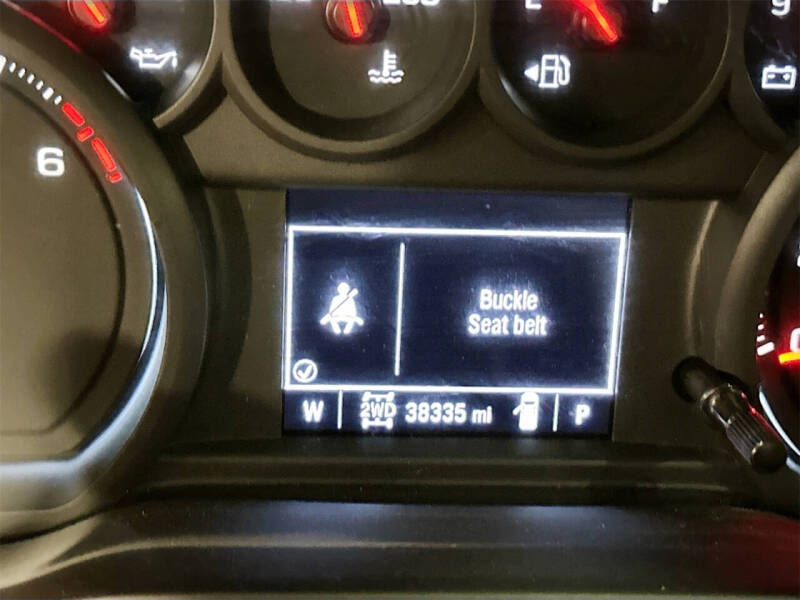 E F
6
Buckle
Seat belt
W 2WD 38335 mi P